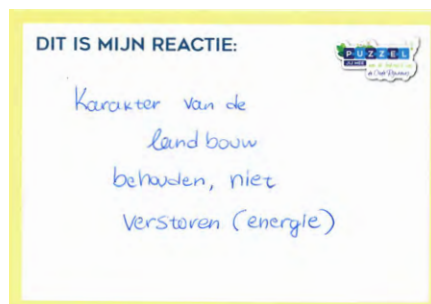 DIT IS MIJN REACTIE:
PUZZEL
Karakter van de
landbouw
behouden, niet
verstoren (energie)